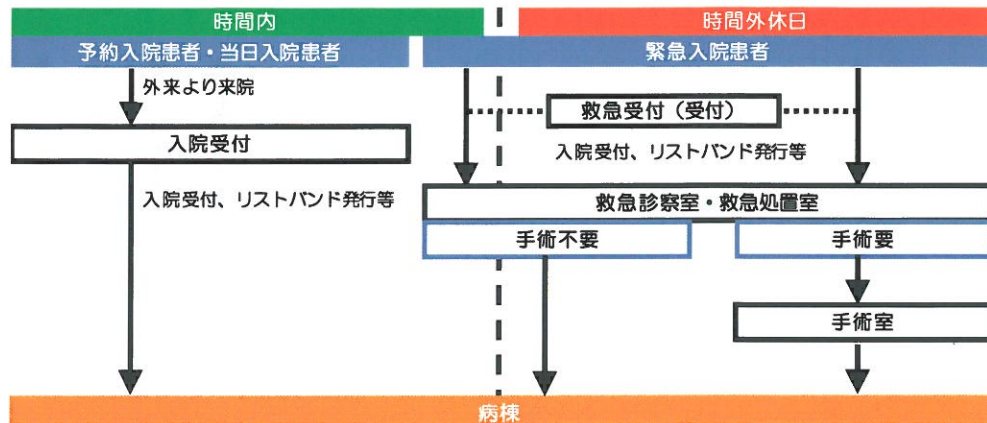 時間内
時間外休日
予約入院患者・当日入院患者
緊急入院患者
外来より来院
救急受付（受付）
入院受付
入院受付、リストバンド発行等
入院受付、リストバンド発行等
救急診察室・救急処置室
手術不要
手術要
手術室
病棟